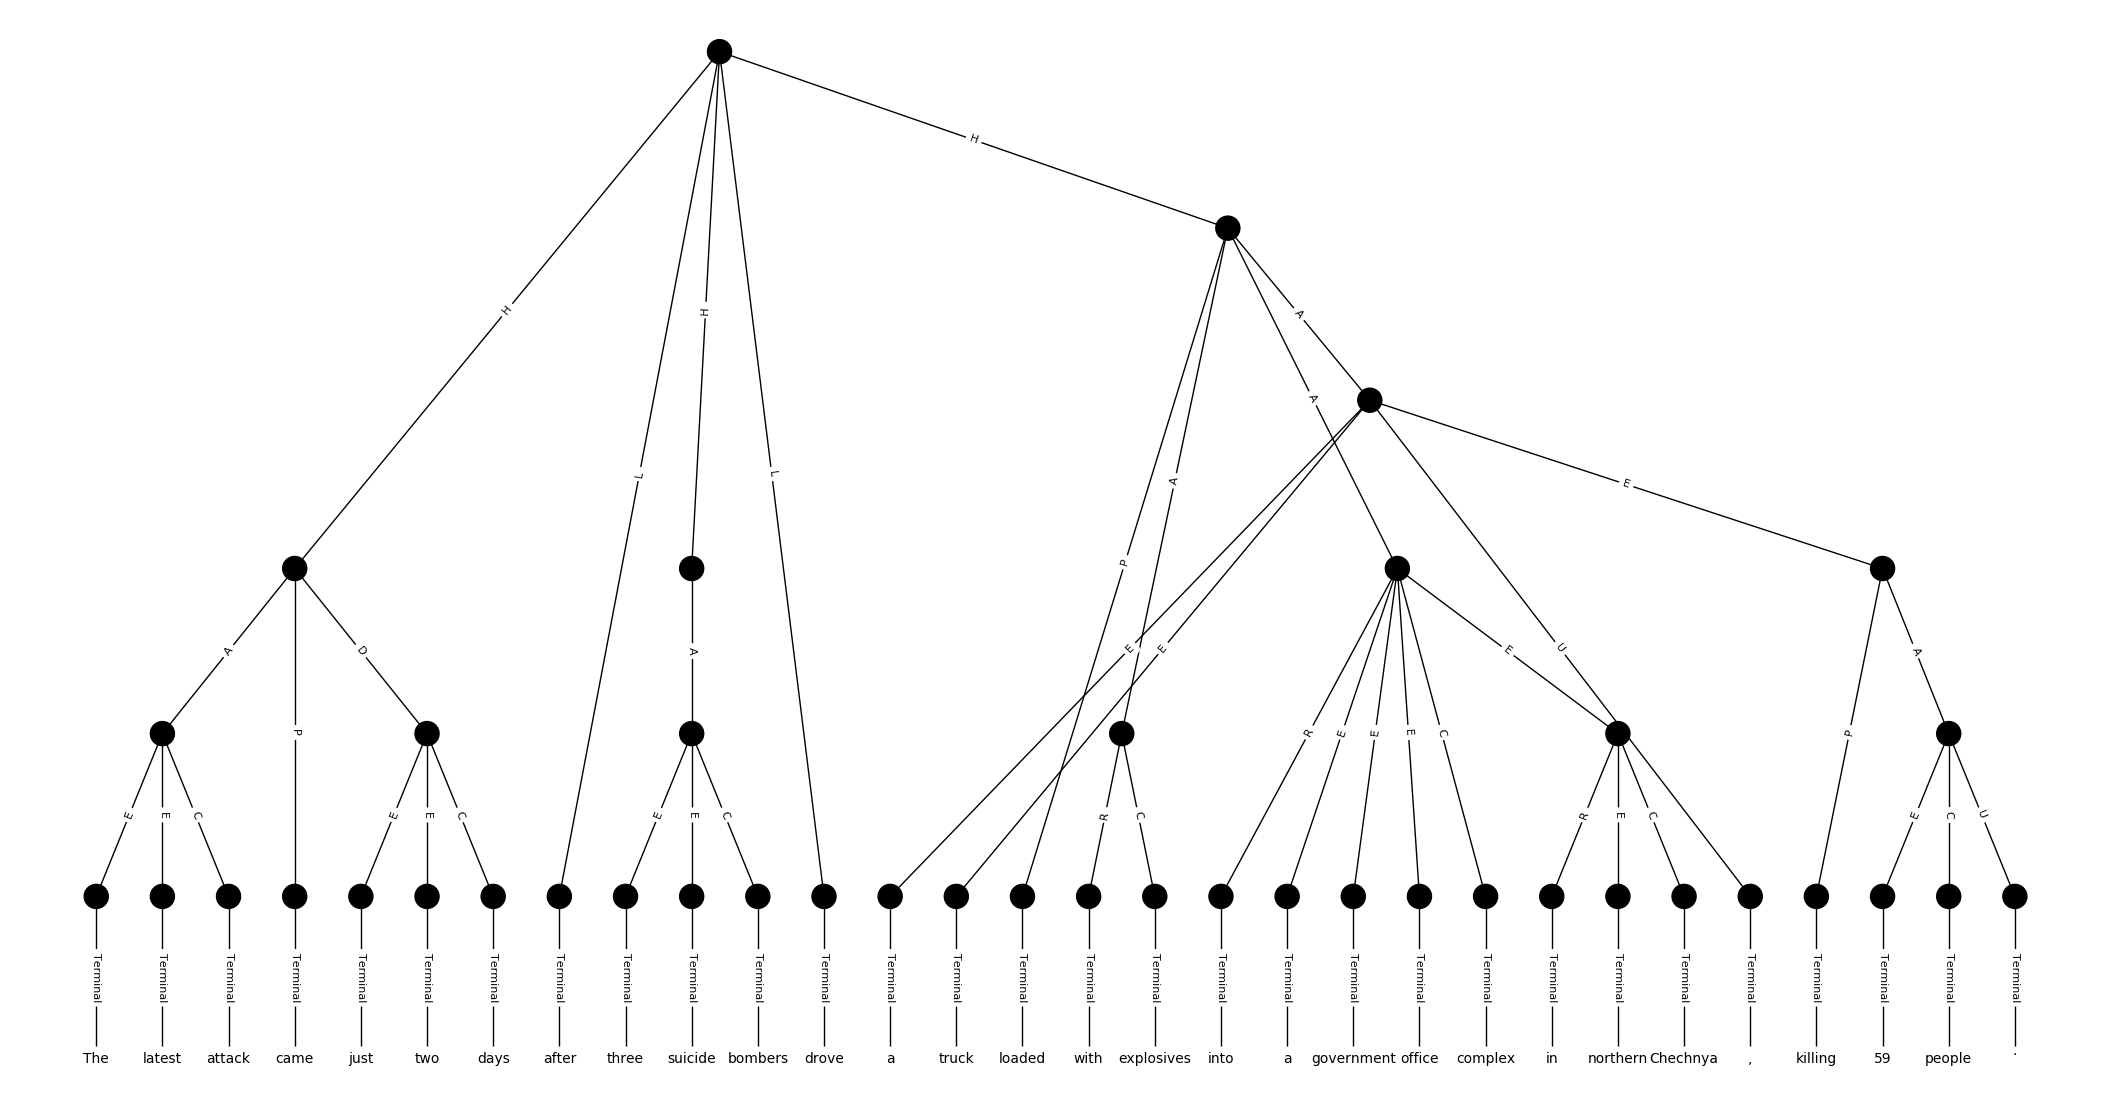 H
H
H
A
L
A
L
A
E
P
E
E
A
A
D
E
E
U
A
P
R
E
E
E
C
P
E
E
C
E
E
C
E
E
C
R
C
R
E
C
E
C
U
Terminal Terminal Terminal Terminal Terminal Terminal Terminal Terminal Terminal Terminal Terminal Terminal Terminal Terminal Terminal Terminal Terminal Terminal Terminal Terminal Terminal Terminal Terminal Terminal Terminal Terminal Terminal Terminal Terminal Terminal
The latest attack came just two days after three suicide bombers drove a truck loaded with explosives into a government office complex in northern Chechnya , killing 59 people .